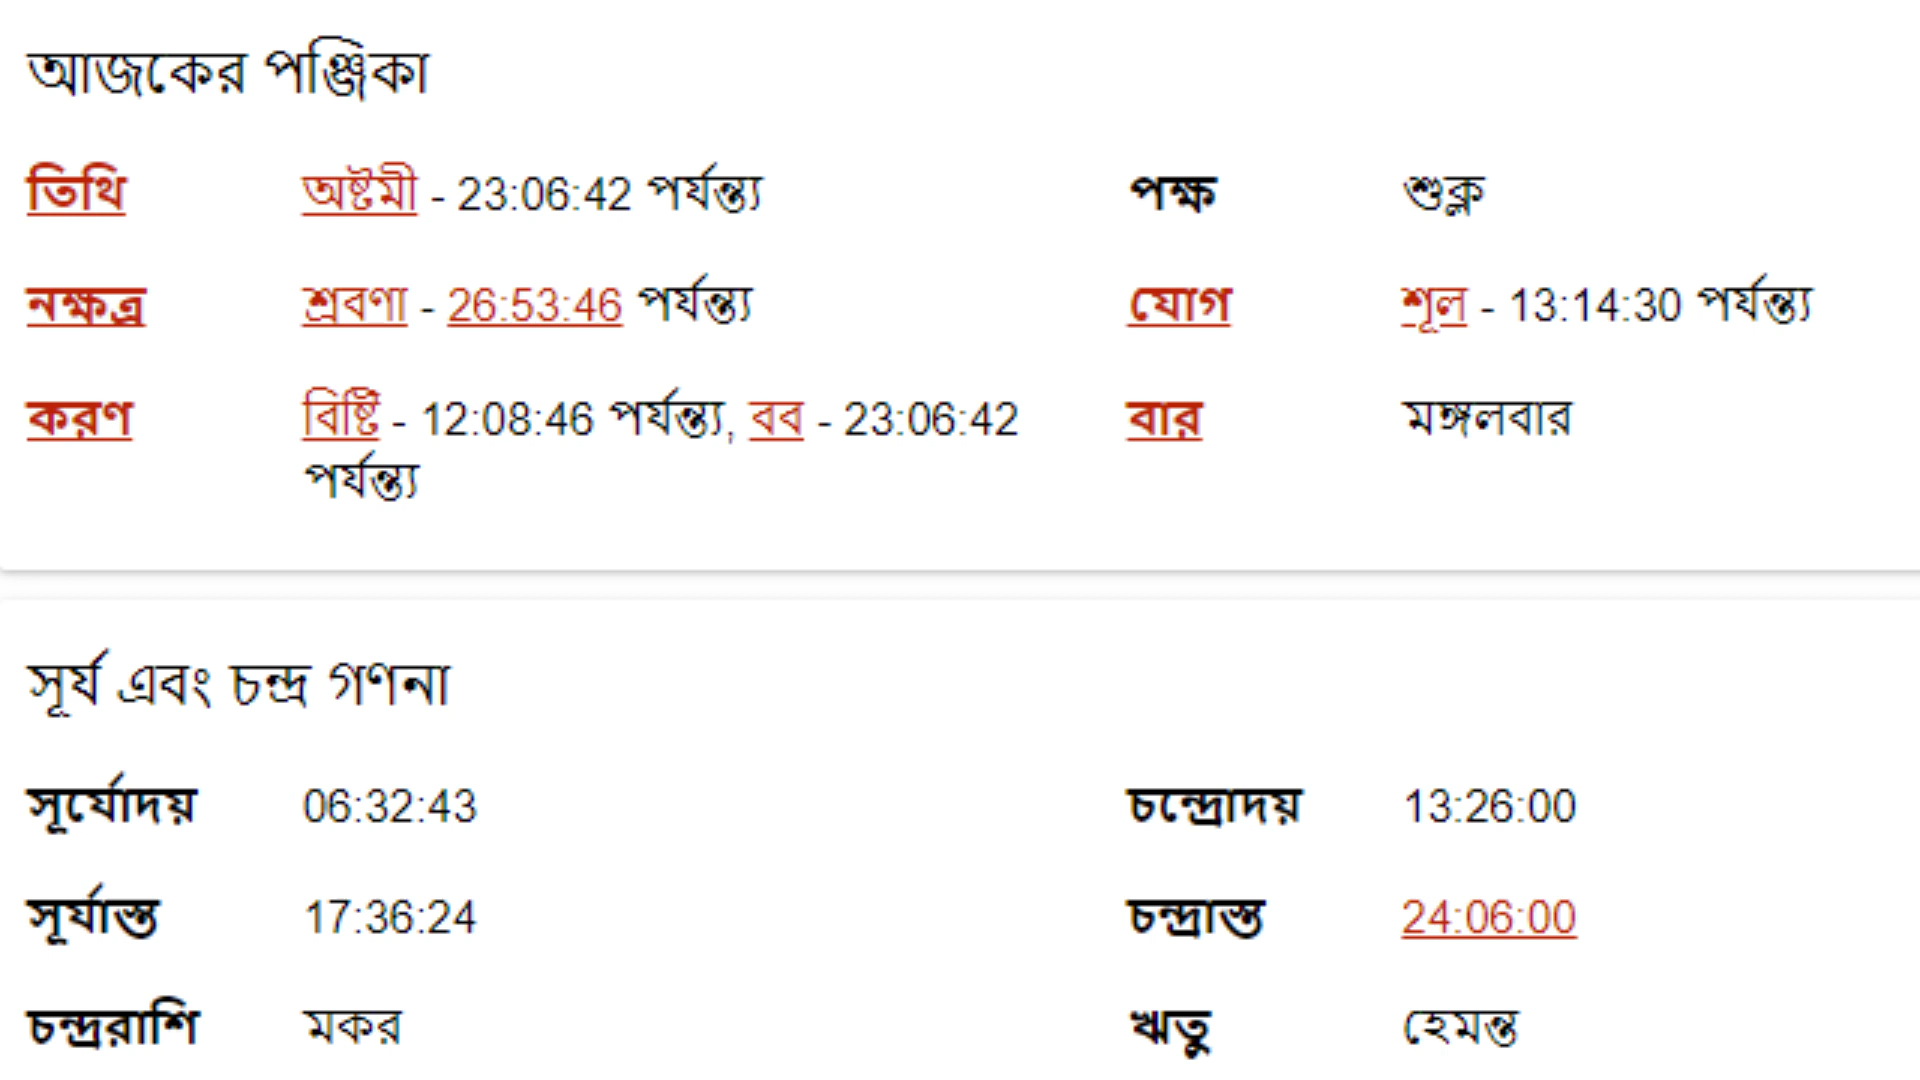 আজকের পঞ্জিকা
তিথি অষ্টমী - 23:06:42 পর্যন্ত্য পক্ষ শুক্ল
নক্ষত্র শ্রবণা - 26:53:46 পর্যন্ত্য যোগ শূল - 13:14:30 পর্যন্ত্য
করণ বিষ্টি - 12:08:46 পর্যন্ত্য, বব - 23:06:42 বার মঙ্গলবার
পর্যন্ত্য
সূর্য এবং চন্দ্র গণনা
সূর্যোদয় 06:32:43 চন্দ্রোদয় 13:26:00
সূর্যাস্ত 17:36:24 চন্দ্রাস্ত 24:06:00
চন্দ্ররাশি মকর ঋতু হেমন্ত